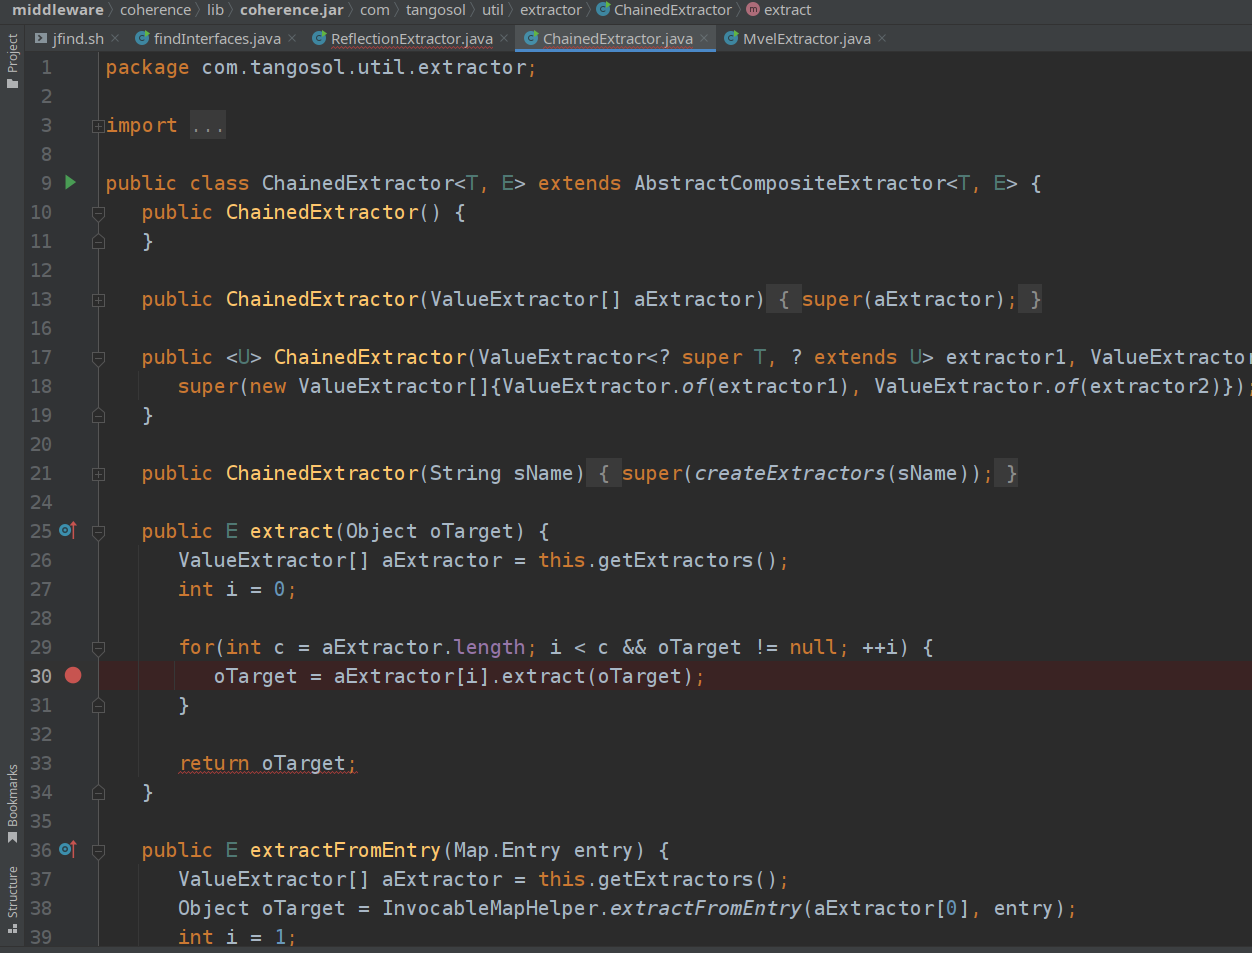 middleware coherence lib coherence.jar com tangosol util extractor ChainedExtractor extract
jfind.sh findInterfaces.java ReflectionExtractor.java ChainedExtractor.java MvelExtractor.java
Project
Bookmarks
Structure
1 package com.tangosol.util.extractor;
2
3 import ...
8
9 public class ChainedExtractor<T, E> extends AbstractCompositeExtractor<T, E> {
10 public ChainedExtractor() {
11 }
12
13 public ChainedExtractor(ValueExtractor[] aExtractor) { super(aExtractor); }
16
17 public <U> ChainedExtractor(ValueExtractor<? super T, ? extends U> extractor1, ValueExtractor
18 super(new ValueExtractor[]{ValueExtractor.of(extractor1), ValueExtractor.of(extractor2)});
19 }
20
21 public ChainedExtractor(String sName) { super(createExtractors(sName)); }
24
25 public E extract(Object oTarget) {
26 ValueExtractor[] aExtractor = this.getExtractors();
27 int i = 0;
28
29 for(int c = aExtractor.length; i < c && oTarget != null; ++i) {
30 oTarget = aExtractor[i].extract(oTarget);
31 }
32
33 return oTarget;
34 }
35
36 public E extractFromEntry(Map.Entry entry) {
37 ValueExtractor[] aExtractor = this.getExtractors();
38 Object oTarget = InvocableMapHelper.extractFromEntry(aExtractor[0], entry);
39 int i = 1;